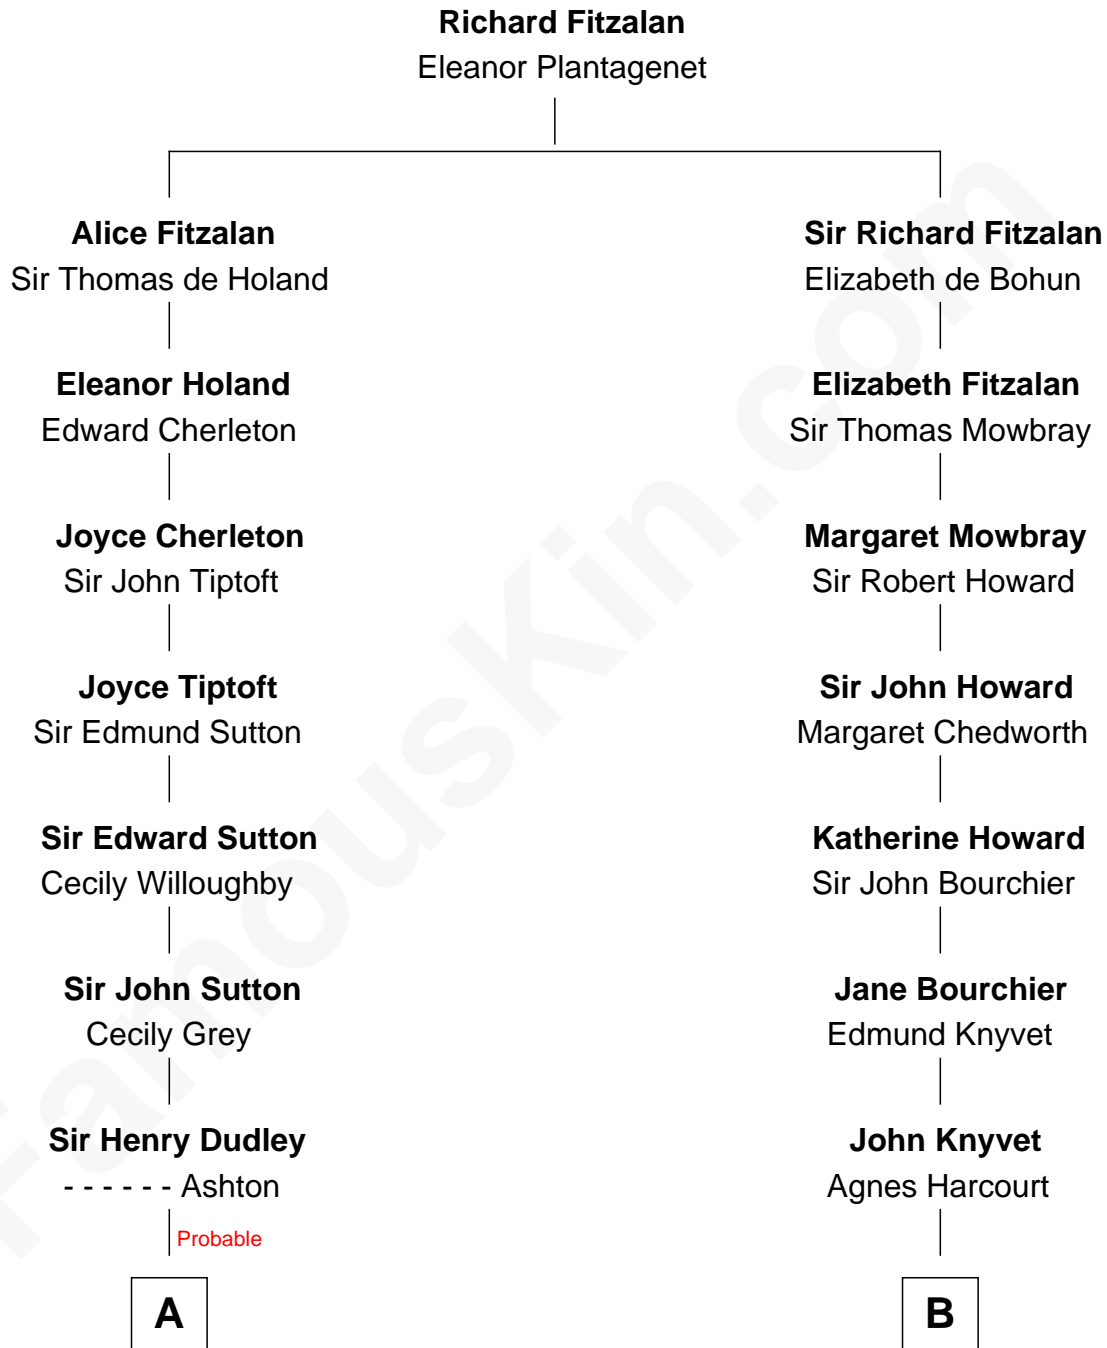 Richard Fitzalan
Eleanor Plantagenet
Alice Fitzalan
Sir Thomas de Holand
Sir Richard Fitzalan
Elizabeth de Bohun
Eleanor Holand
Edward Cherleton
Elizabeth Fitzalan
Sir Thomas Mowbray
Joyce Cherleton
Sir John Tiptoft
Margaret Mowbray
Sir Robert Howard
Joyce Tiptoft
Sir Edmund Sutton
Sir John Howard
Margaret Chedworth
Sir Edward Sutton
Cecily Willoughby
Katherine Howard
Sir John Bourchier
Sir John Sutton
Cecily Grey
Jane Bourchier
Edmund Knyvet
Sir Henry Dudley
- - - - - - Ashton
John Knyvet
Agnes Harcourt
Probable
A
B
FamousKin.com